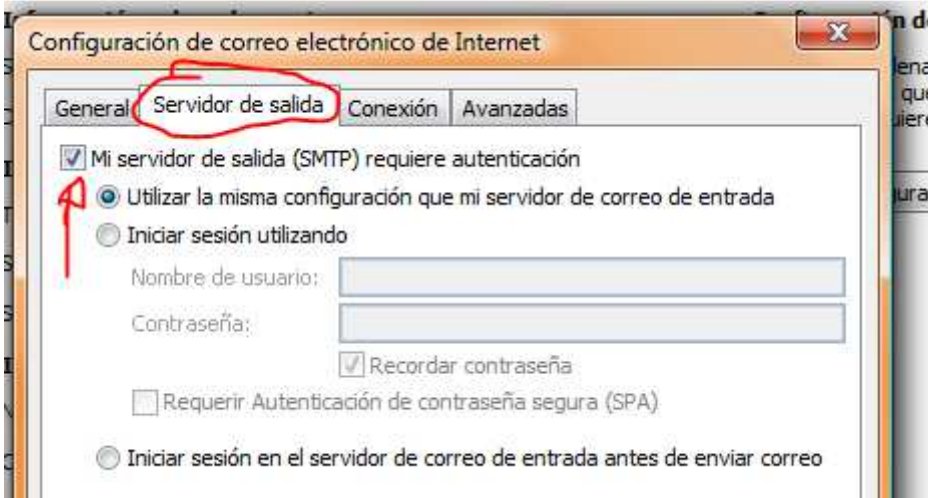 Configuración de correo electrónico de Internet
General Servidor de salida Conexión Avanzadas
Mi servidor de salida (SMTP) requiere autenticación
Utilizar la misma configuración que mi servidor de correo de entrada
Iniciar sesión utilizando
Nombre de usuario:
Contraseña:
Recordar contraseña
Requerir Autenticación de contraseña segura (SPA)
Iniciar sesión en el servidor de correo de entrada antes de enviar correo